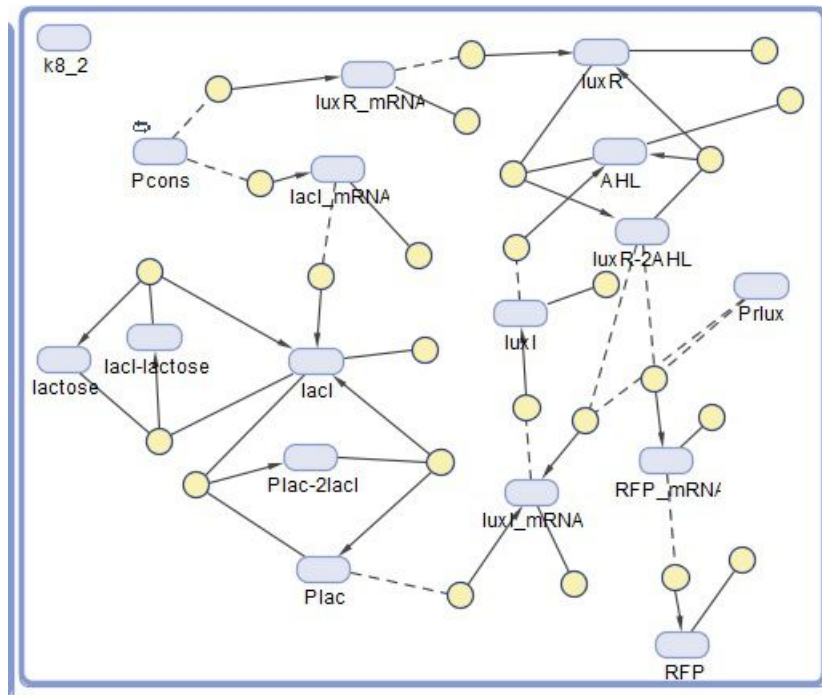 k8_2
luxR
luxR_mRNA
Pcons
AHL
lacI_mRNA
luxR-2AHL
Prlux
luxI
lactose
lacI-lactose
lacI
Plac-2lacI
RFP_mRNA
luxI_mRNA
Plac
RFP